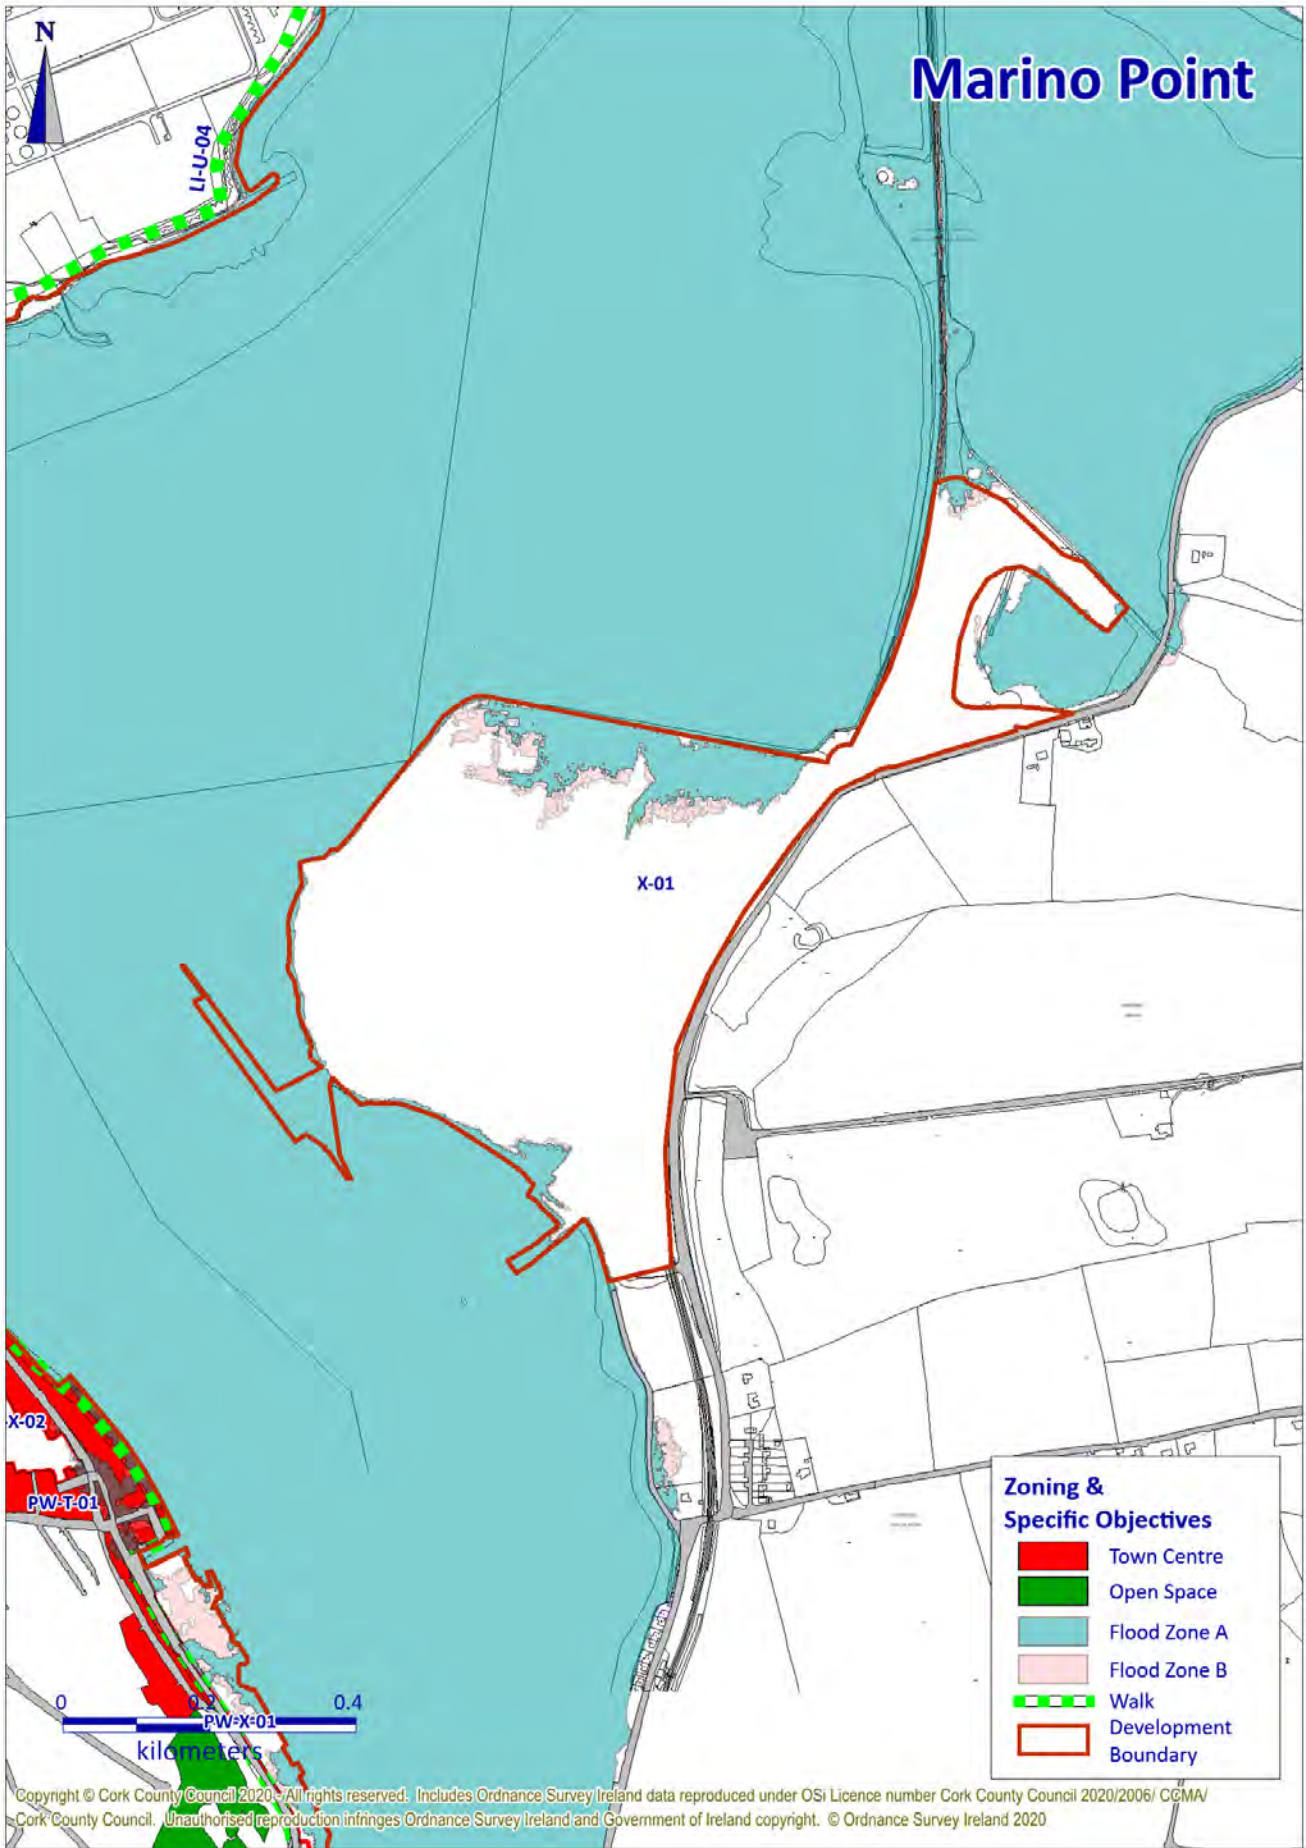 N
Marino Point
LI-U-04
X-01
X-02
PW-T-01
Zoning &
Specific Objectives
Town Centre
Open Space
Flood Zone A
Flood Zone B
Walk
Development
Boundary
0 0.2 0.4
PW-X-01
kilometers
Copyright © Cork County Council 2020 - All rights reserved. Includes Ordnance Survey Ireland data reproduced under OSi Licence number Cork County Council 2020/2006/ CCMA/
Cork County Council. Unauthorised reproduction infringes Ordnance Survey Ireland and Government of Ireland copyright. © Ordnance Survey Ireland 2020